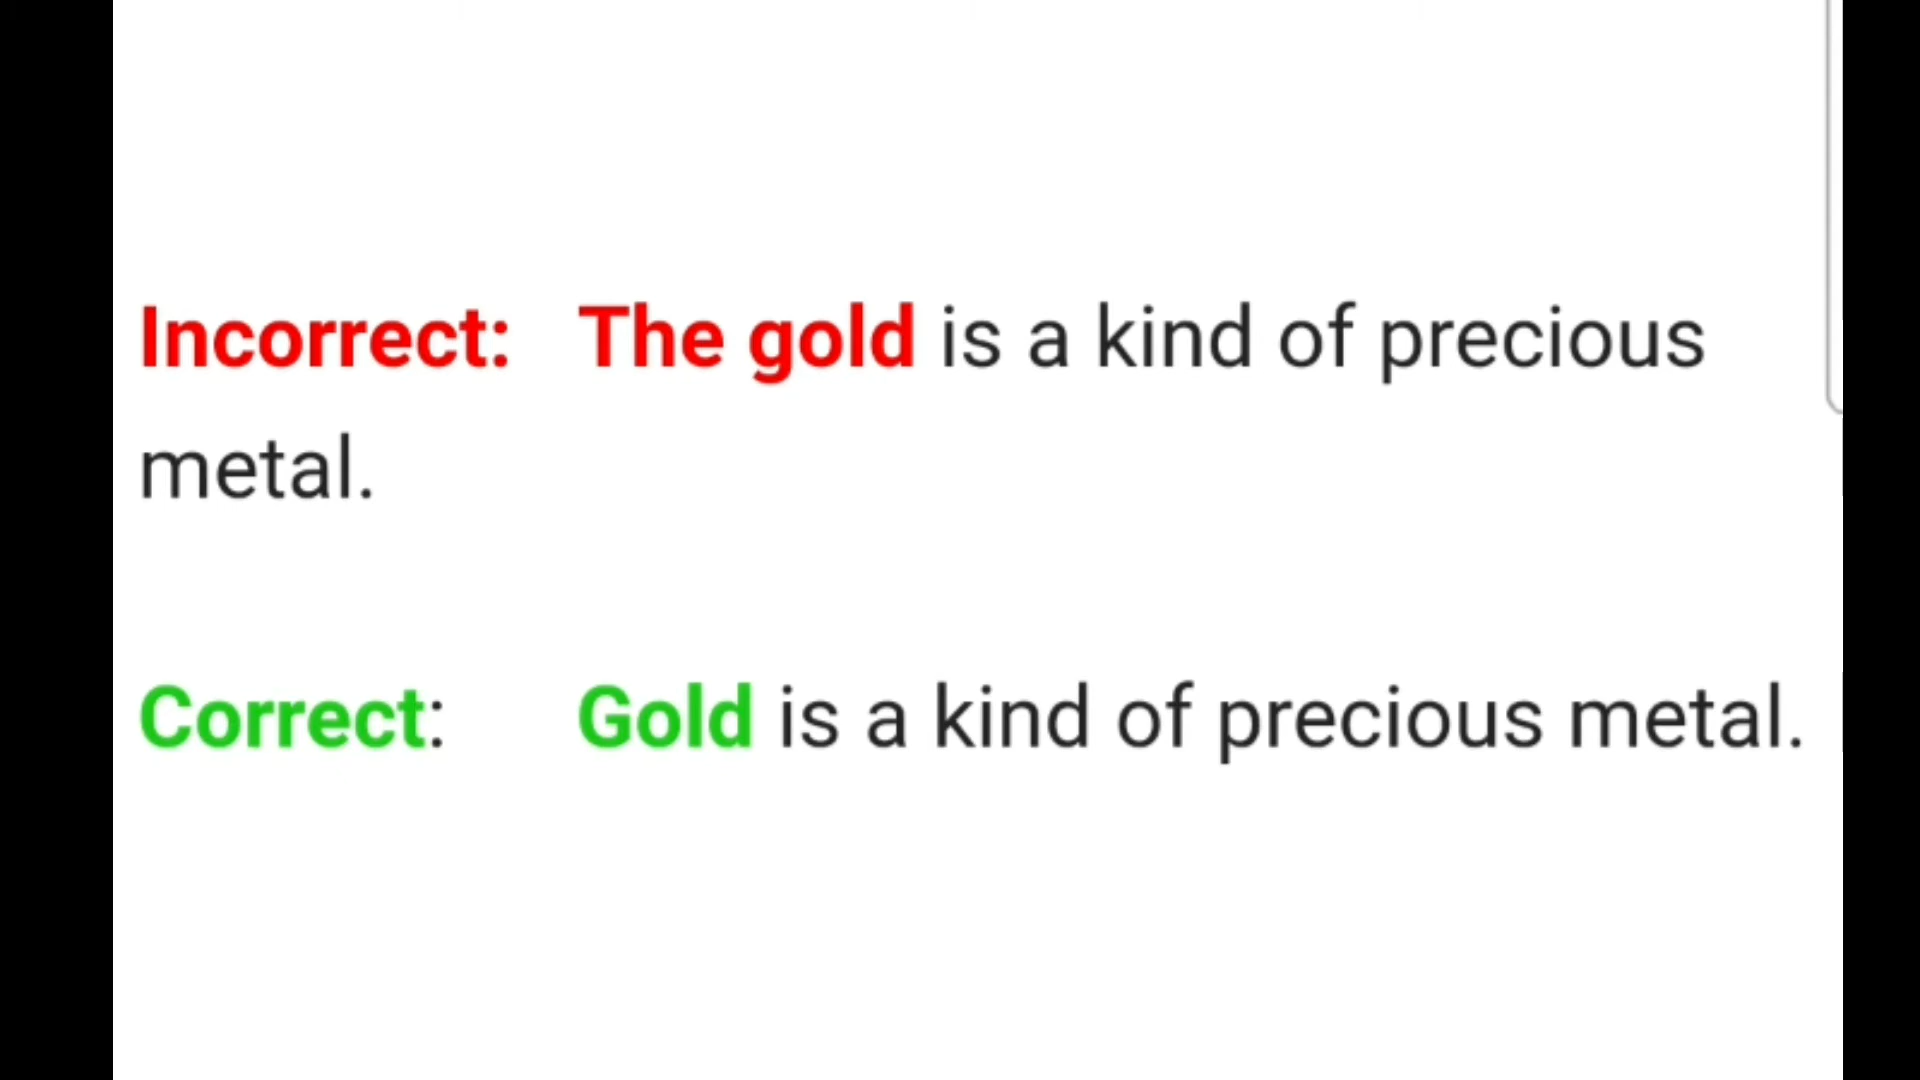 Incorrect: The gold is a kind of precious
metal.
Correct: Gold is a kind of precious metal.